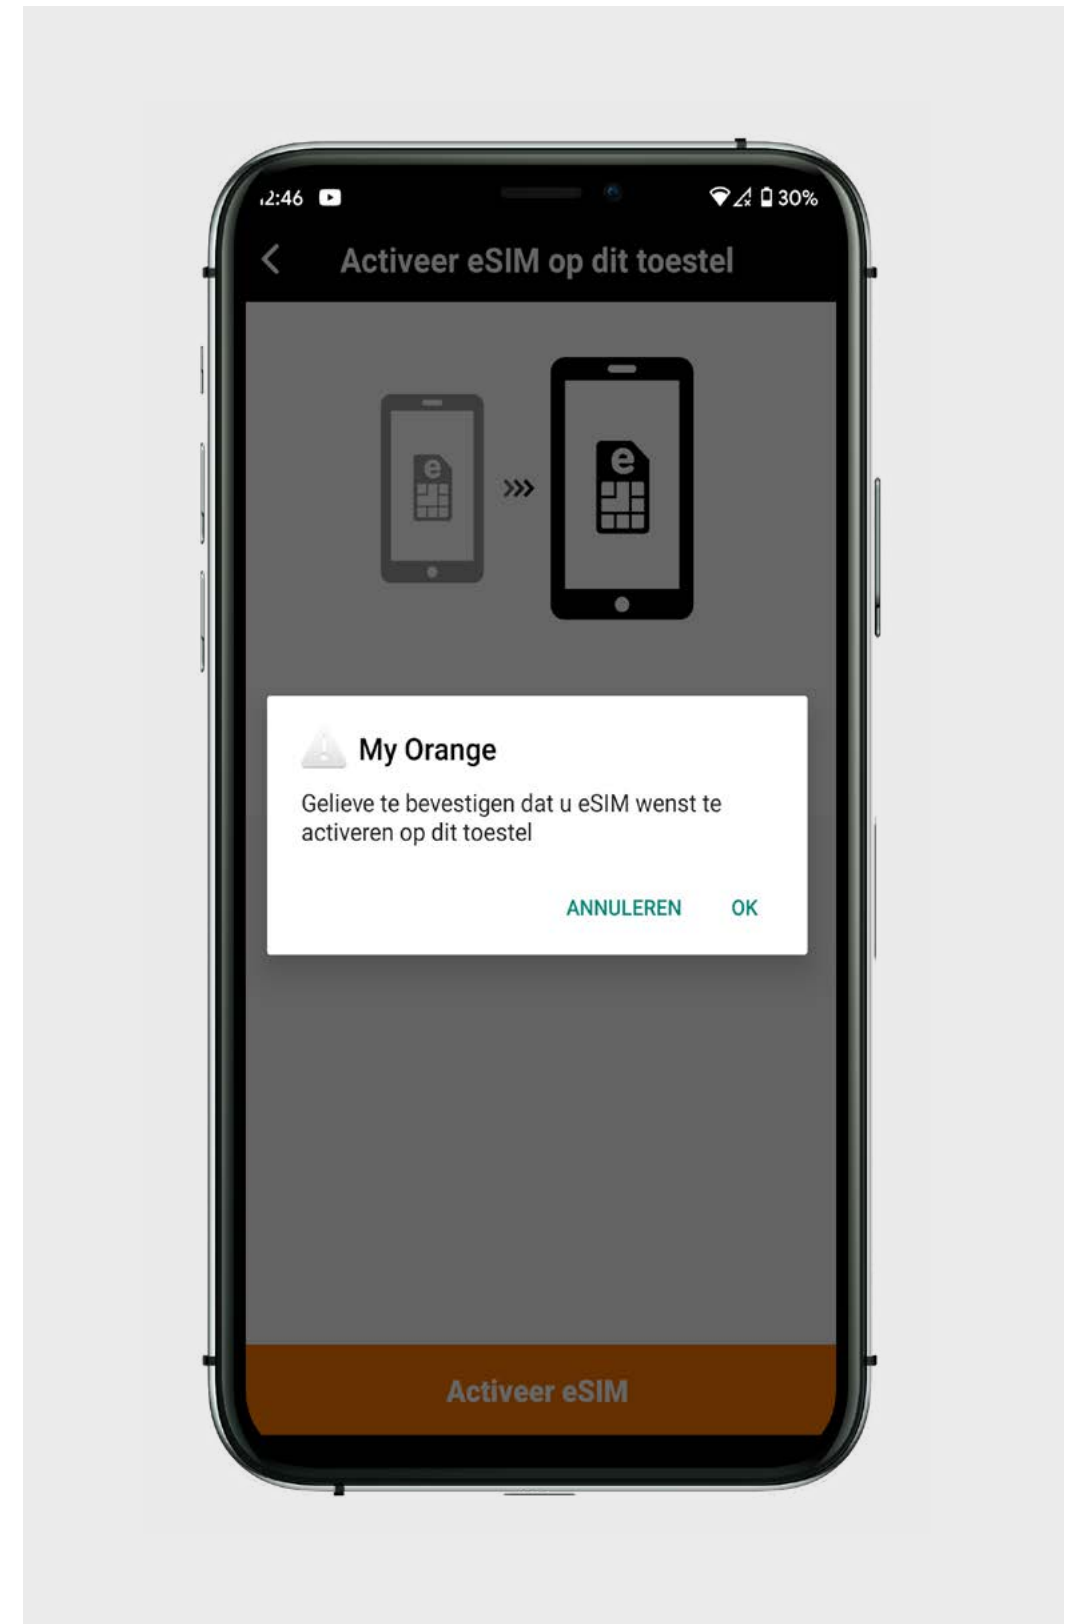 2:46
30%
Activeer eSIM op dit toestel
e
e
My Orange
Gelieve te bevestigen dat u eSIM wenst te
activeren op dit toestel
ANNULEREN OK
Activeer eSIM